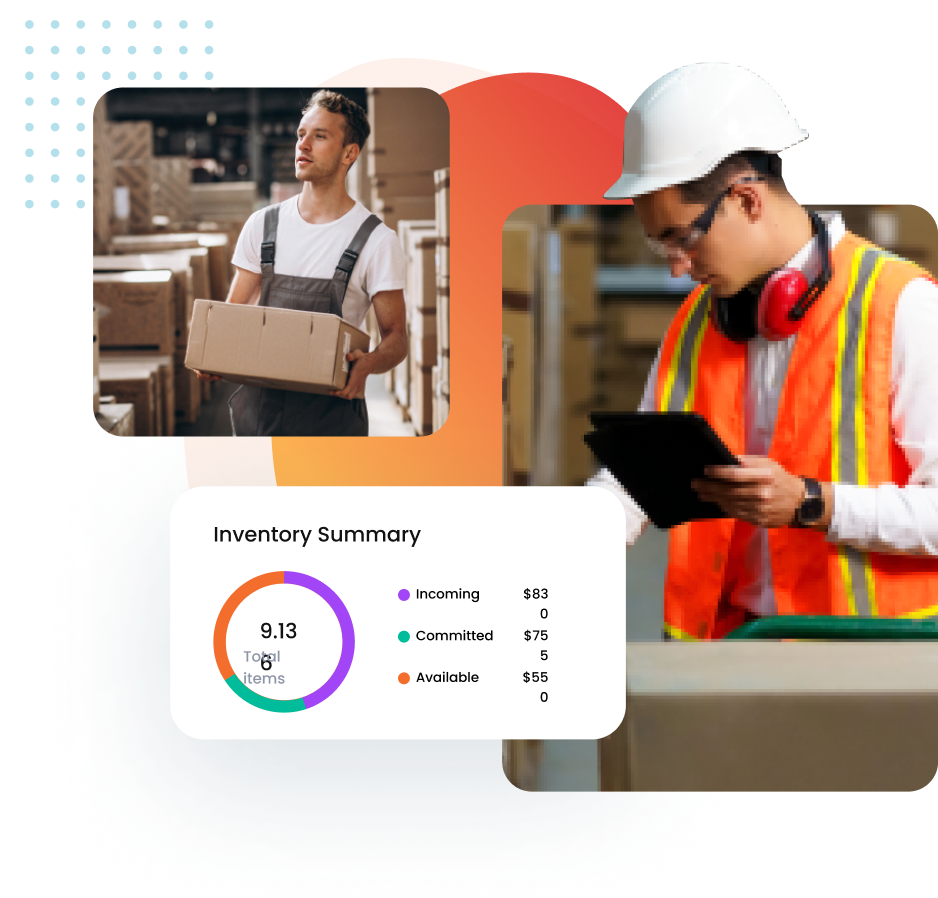 Inventory Summary
9.13
6
Total
items
Incoming $83
0
Committed $75
5
Available $55
0